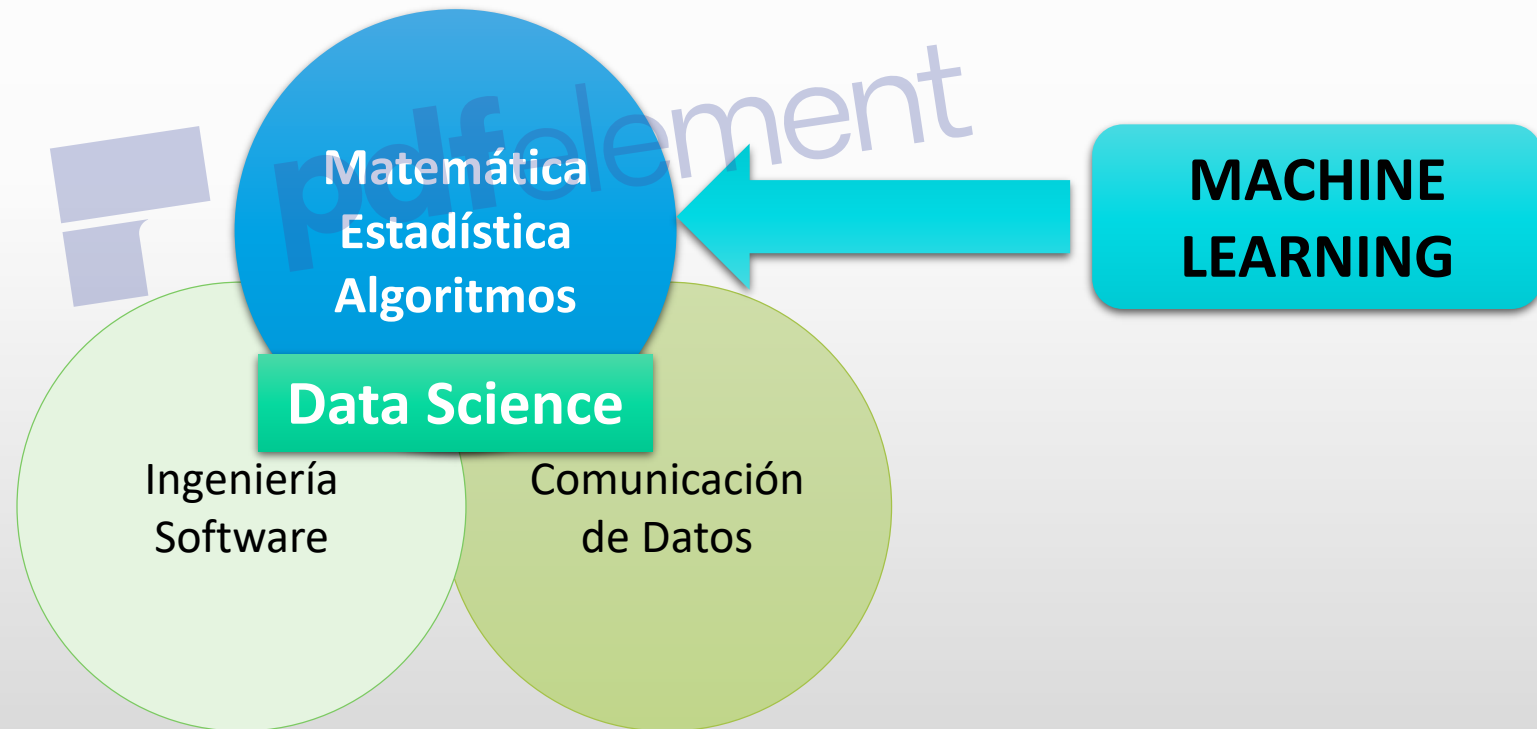 pdfelement
Matemática
Estadística
Algoritmos
MACHINE
LEARNING
Data Science
Ingeniería
Software
Comunicación
de Datos